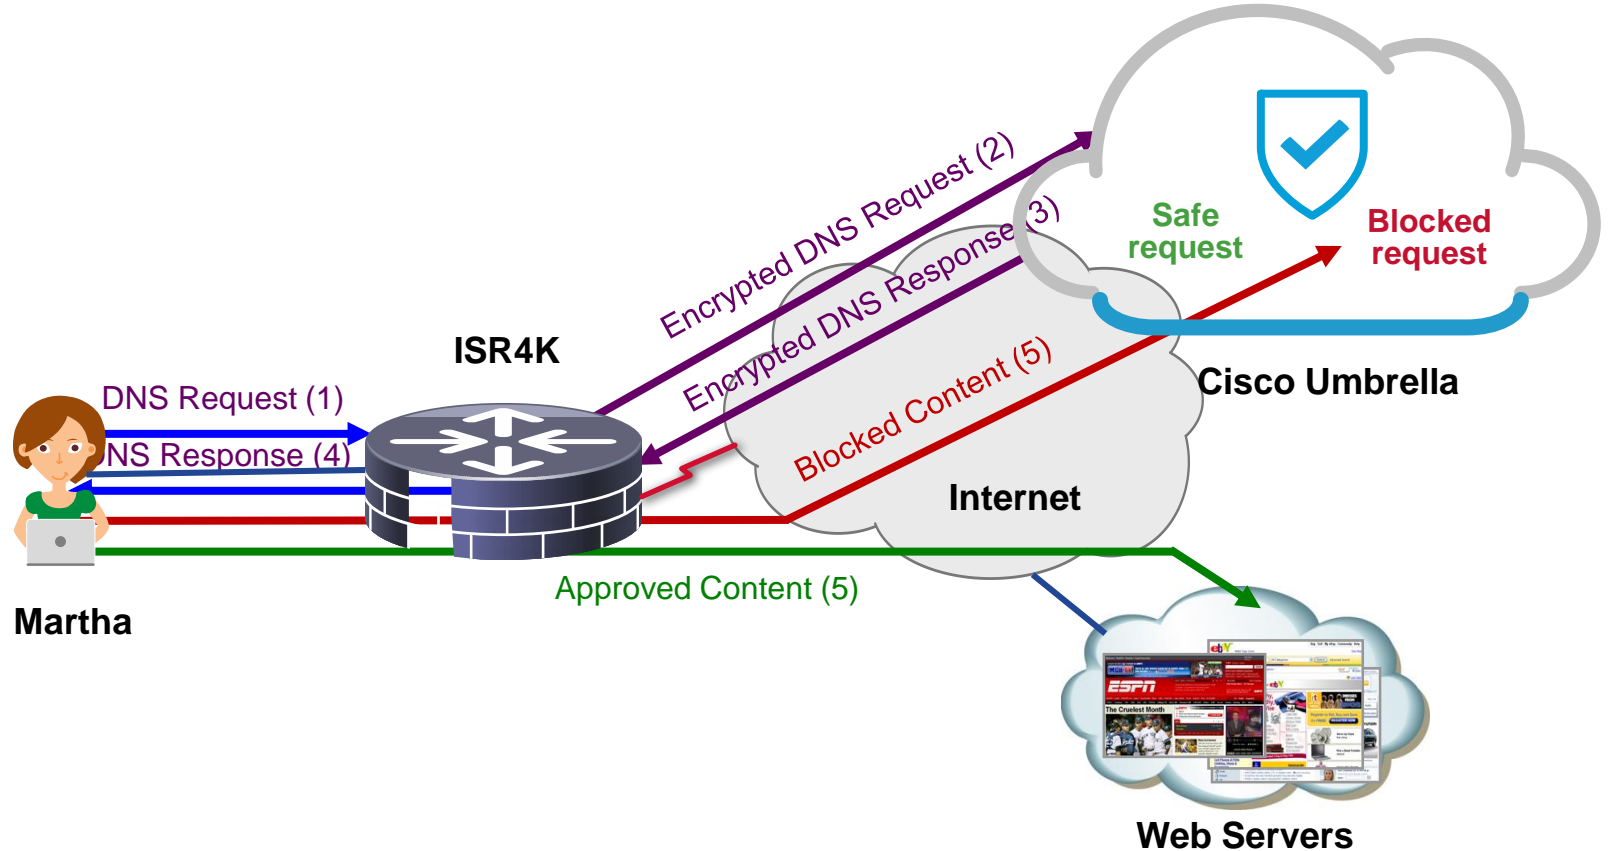 Encrypted DNS Request (2)
Encrypted DNS Response (3)
Safe
request
Blocked
request
ISR4K
Cisco Umbrella
DNS Request (1)
NS Response (4)
Blocked Content (5)
Internet
Approved Content (5)
Martha
ebY
ESPN
The Cruelest Month
Web Servers